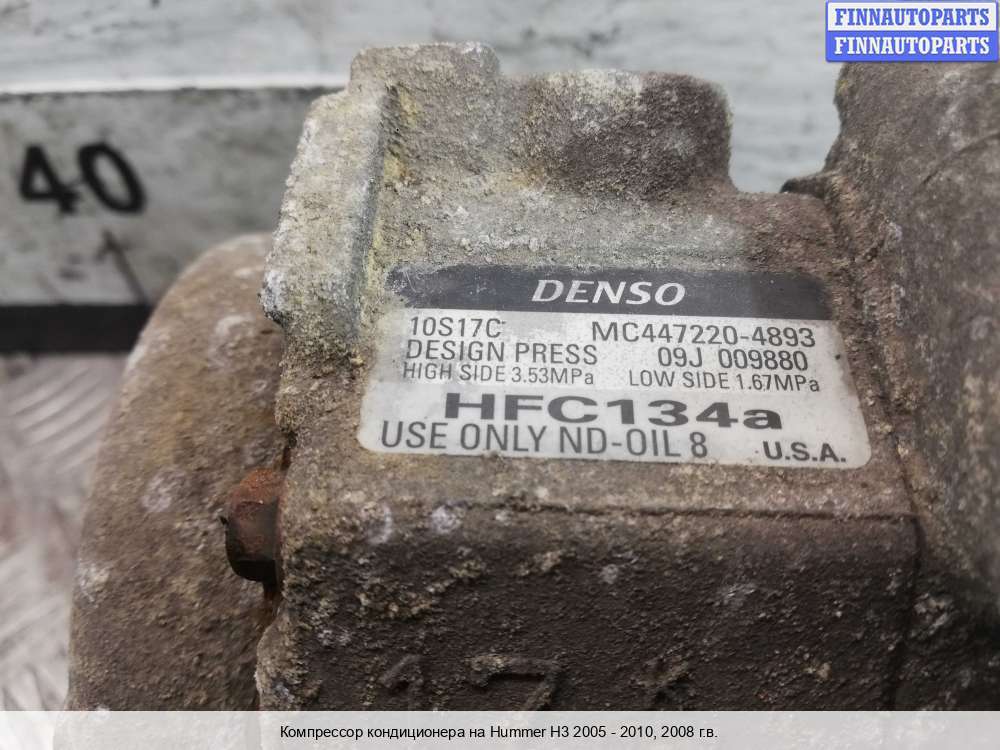 FINNAUTOPARTS
FINNAUTOPARTS
40
DENSO
10S17C MC447220-4893
DESIGN PRESS 09J 009880
HIGH SIDE 3.53MPa LOW SIDE 1.67MPa
HFC134a
USE ONLY ND-OIL 8 U.S.A.
Компрессор кондиционера на Hummer H3 2005 - 2010, 2008 г.в.